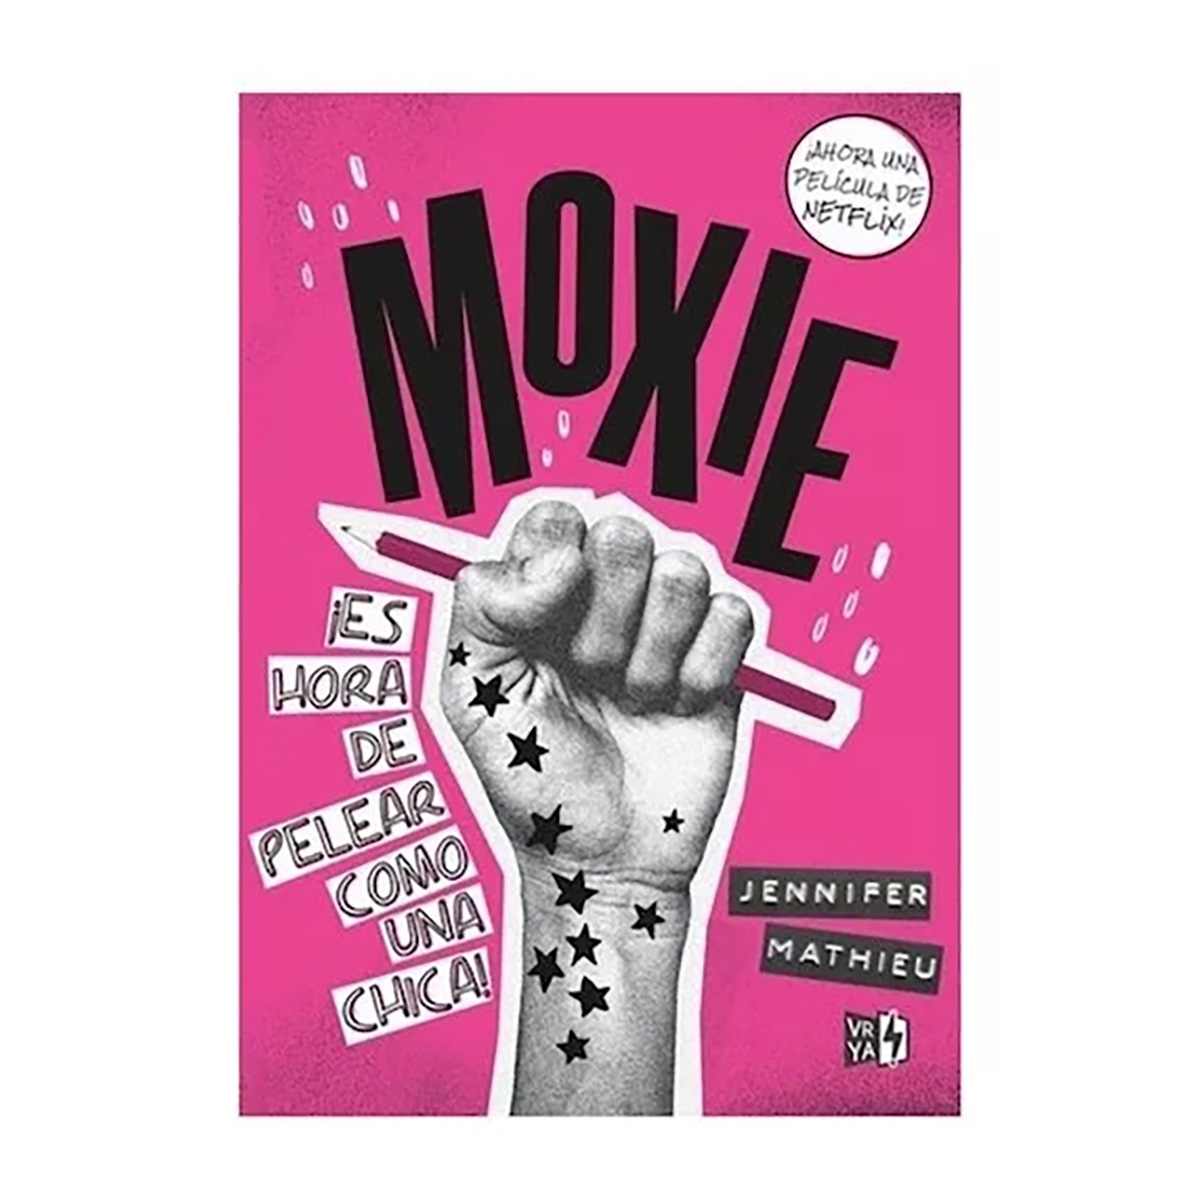 ¡AHORA UNA
PELÍCULA DE
NETFLIX!
MOXIE
¡ES
HORA
DE
PELEAR
COMO
UNA
CHICA!
JENNIFER
MATHIEU
VR
YA